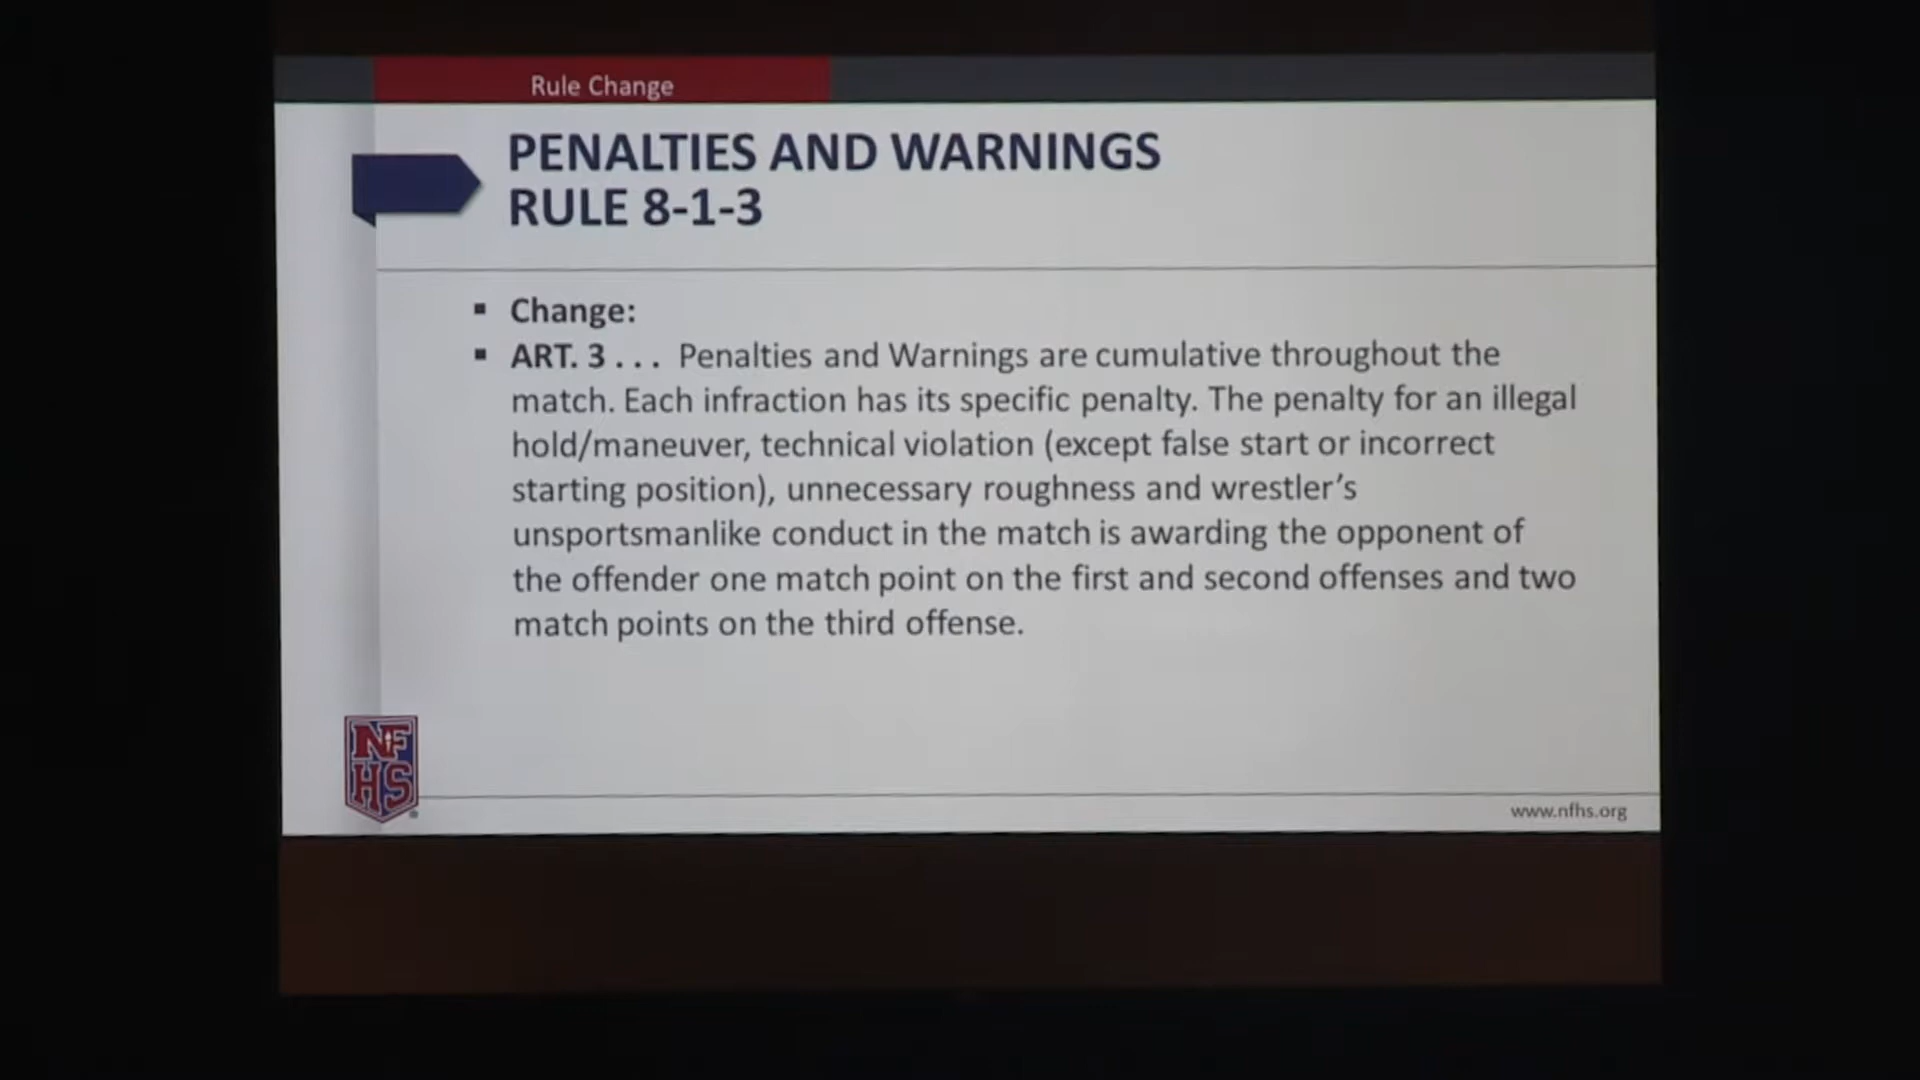 Rule Change
PENALTIES AND WARNINGS
RULE 8-1-3
▪ Change:
▪ ART. 3 . . . Penalties and Warnings are cumulative throughout the
match. Each infraction has its specific penalty. The penalty for an illegal
hold/maneuver, technical violation (except false start or incorrect
starting position), unnecessary roughness and wrestler’s
unsportsmanlike conduct in the match is awarding the opponent of
the offender one match point on the first and second offenses and two
match points on the third offense.
NF
HS
www.nfhs.org